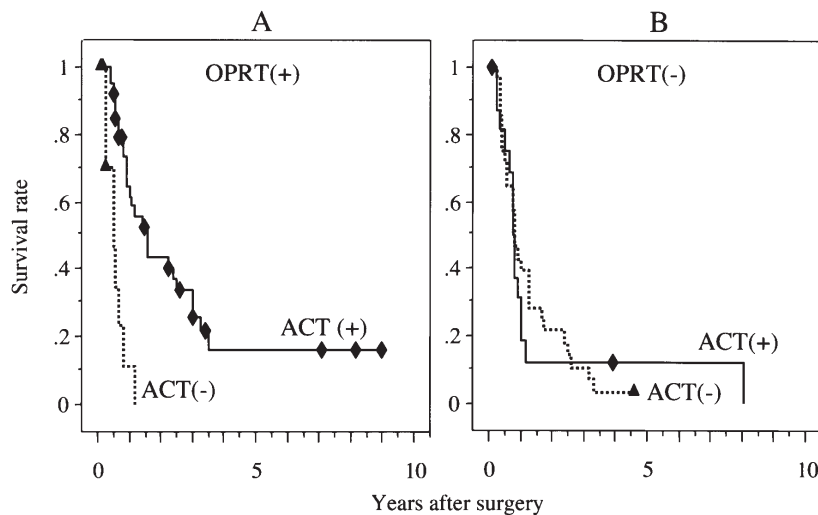 A
B
OPRT(+)
OPRT(-)
Survival rate
1
.8
.6
.4
.2
0
1
.8
.6
.4
.2
0
ACT (+)
ACT(-)
ACT(+)
ACT(-)
0 5 10
0 5 10
Years after surgery